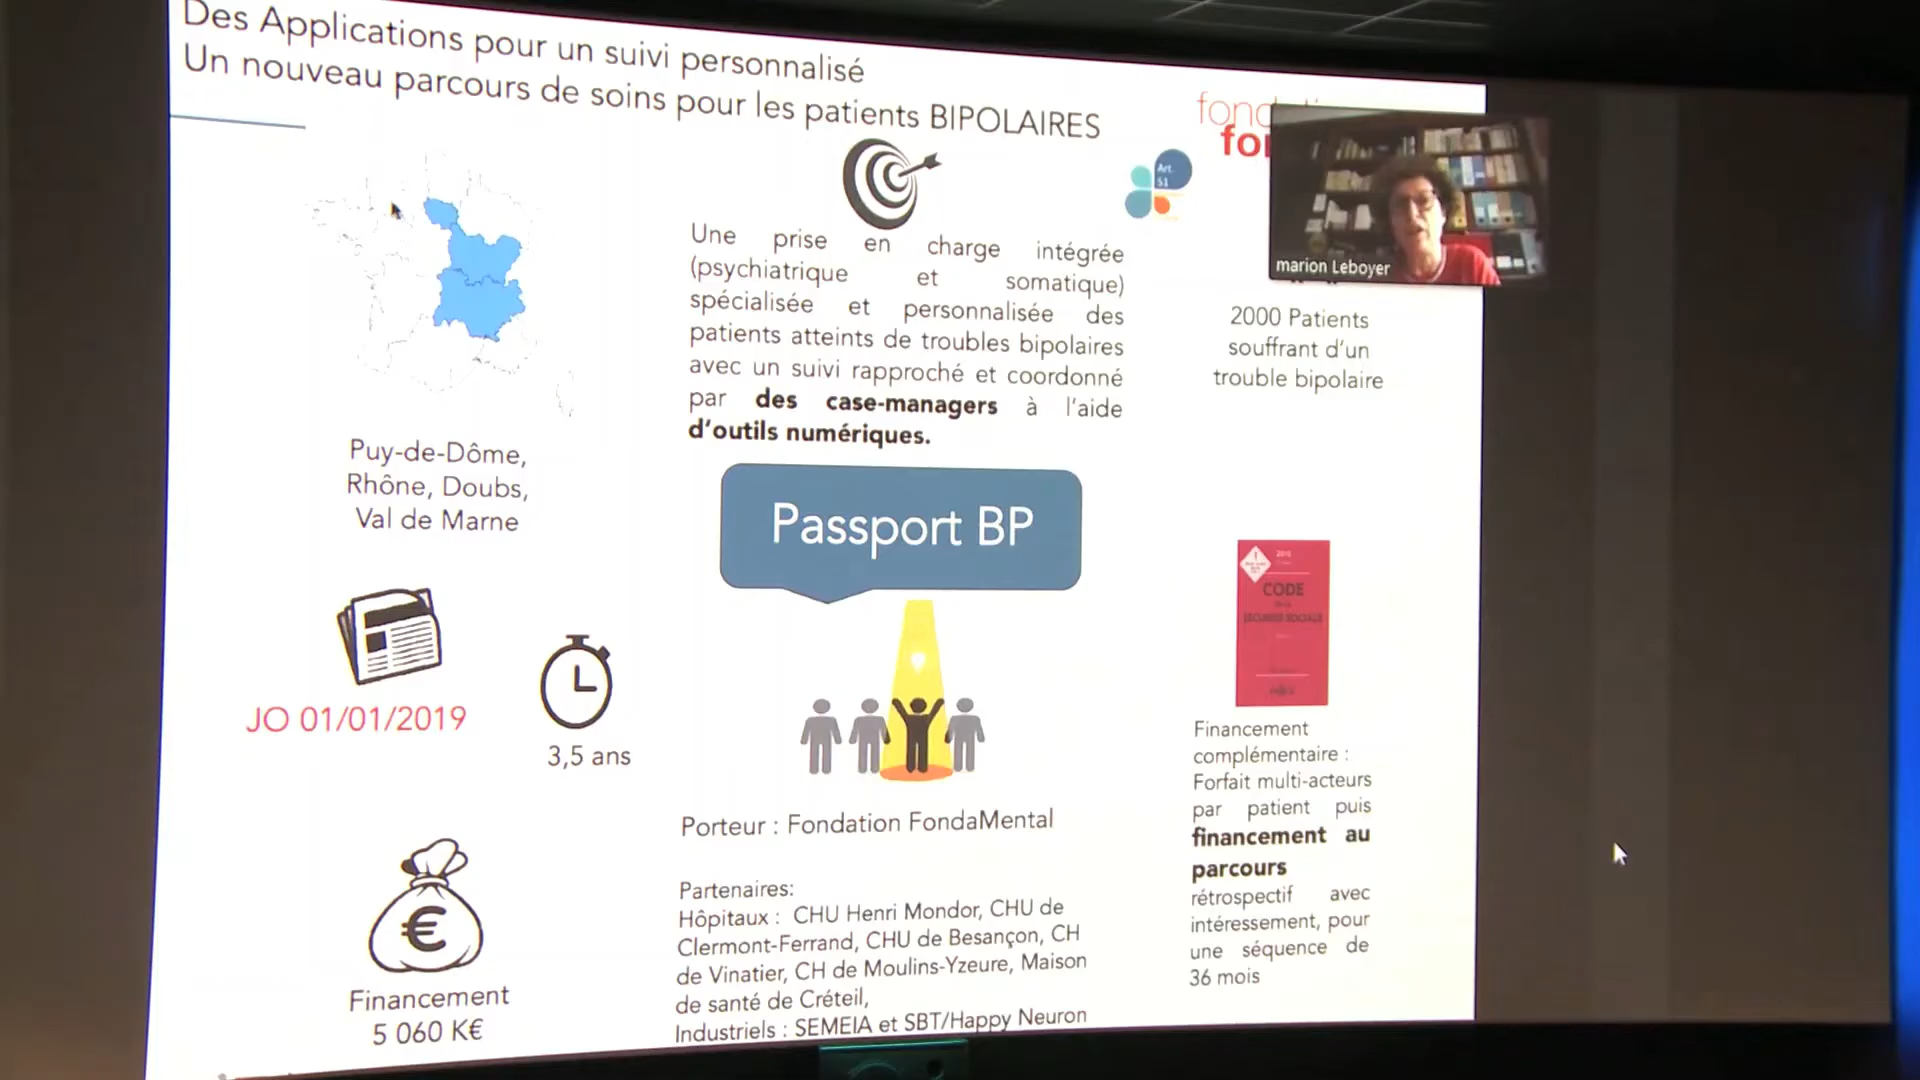 Des Applications pour un suivi personnalisé
Un nouveau parcours de soins pour les patients BIPOLAIRES
Art.
51
marion Leboyer
Une prise en charge intégrée
(psychiatrique et somatique)
spécialisée et personnalisée des
patients atteints de troubles bipolaires
avec un suivi rapproché et coordonné
par des case-managers à l'aide
d'outils numériques.
2000 Patients
souffrant d'un
trouble bipolaire
Puy-de-Dôme,
Rhône, Doubs,
Val de Marne
Passport BP
JO 01/01/2019
3,5 ans
CODE
SÉCURITÉ SOCIALE
Financement
complémentaire :
Forfait multi-acteurs
par patient puis
financement au
parcours
rétrospectif avec
intéressement, pour
une séquence de
36 mois
Financement
5 060 K€
Porteur : Fondation FondaMental
Partenaires:
Hôpitaux : CHU Henri Mondor, CHU de
Clermont-Ferrand, CHU de Besançon, CH
de Vinatier, CH de Moulins-Yzeure, Maison
de santé de Créteil,
Industriels : SEMEIA et SBT/Happy Neuron